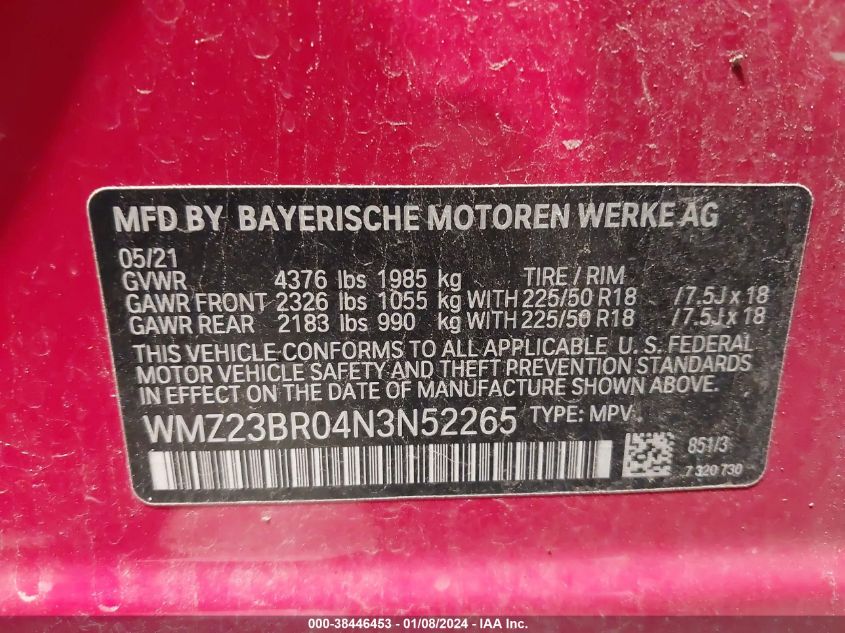 MFD BY BAYERISCHE MOTOREN WERKE AG
05/21
GVWR 4376 lbs 1985 kg TIRE / RIM
GAWR FRONT 2326 lbs 1055 kg WITH 225/50 R18 /7.5J x 18
GAWR REAR 2183 lbs 990 kg WITH 225/50 R18 /7.5J x 18
THIS VEHICLE CONFORMS TO ALL APPLICABLE U. S. FEDERAL
MOTOR VEHICLE SAFETY AND THEFT PREVENTION STANDARDS
IN EFFECT ON THE DATE OF MANUFACTURE SHOWN ABOVE.
WMZ23BR04N3N52265 TYPE: MPV
851/3
7 320 730
000-38446453 - 01/08/2024 - IAA Inc.